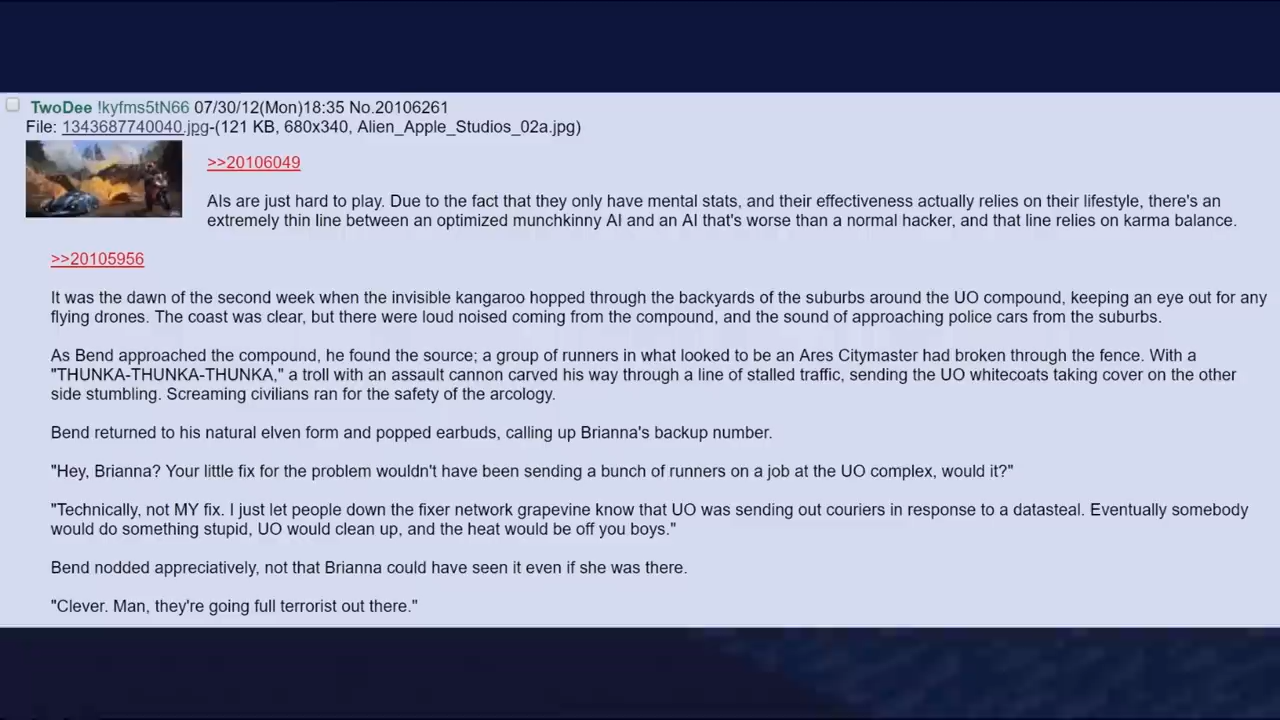 TwoDee !kyfms5tN66 07/30/12(Mon)18:35 No.20106261
File: 1343687740040.jpg-(121 KB, 680x340, Alien_Apple_Studios_02a.jpg)
>>20106049
AIs are just hard to play. Due to the fact that they only have mental stats, and their effectiveness actually relies on their lifestyle, there's an
extremely thin line between an optimized munchkinny AI and an AI that's worse than a normal hacker, and that line relies on karma balance.
>>20105956
It was the dawn of the second week when the invisible kangaroo hopped through the backyards of the suburbs around the UO compound, keeping an eye out for any
flying drones. The coast was clear, but there were loud noised coming from the compound, and the sound of approaching police cars from the suburbs.
As Bend approached the compound, he found the source; a group of runners in what looked to be an Ares Citymaster had broken through the fence. With a
"THUNKA-THUNKA-THUNKA," a troll with an assault cannon carved his way through a line of stalled traffic, sending the UO whitecoats taking cover on the other
side stumbling. Screaming civilians ran for the safety of the arcology.
Bend returned to his natural elven form and popped earbuds, calling up Brianna's backup number.
"Hey, Brianna? Your little fix for the problem wouldn't have been sending a bunch of runners on a job at the UO complex, would it?"
"Technically, not MY fix. I just let people down the fixer network grapevine know that UO was sending out couriers in response to a datasteal. Eventually somebody
would do something stupid, UO would clean up, and the heat would be off you boys."
Bend nodded appreciatively, not that Brianna could have seen it even if she was there.
"Clever. Man, they're going full terrorist out there."